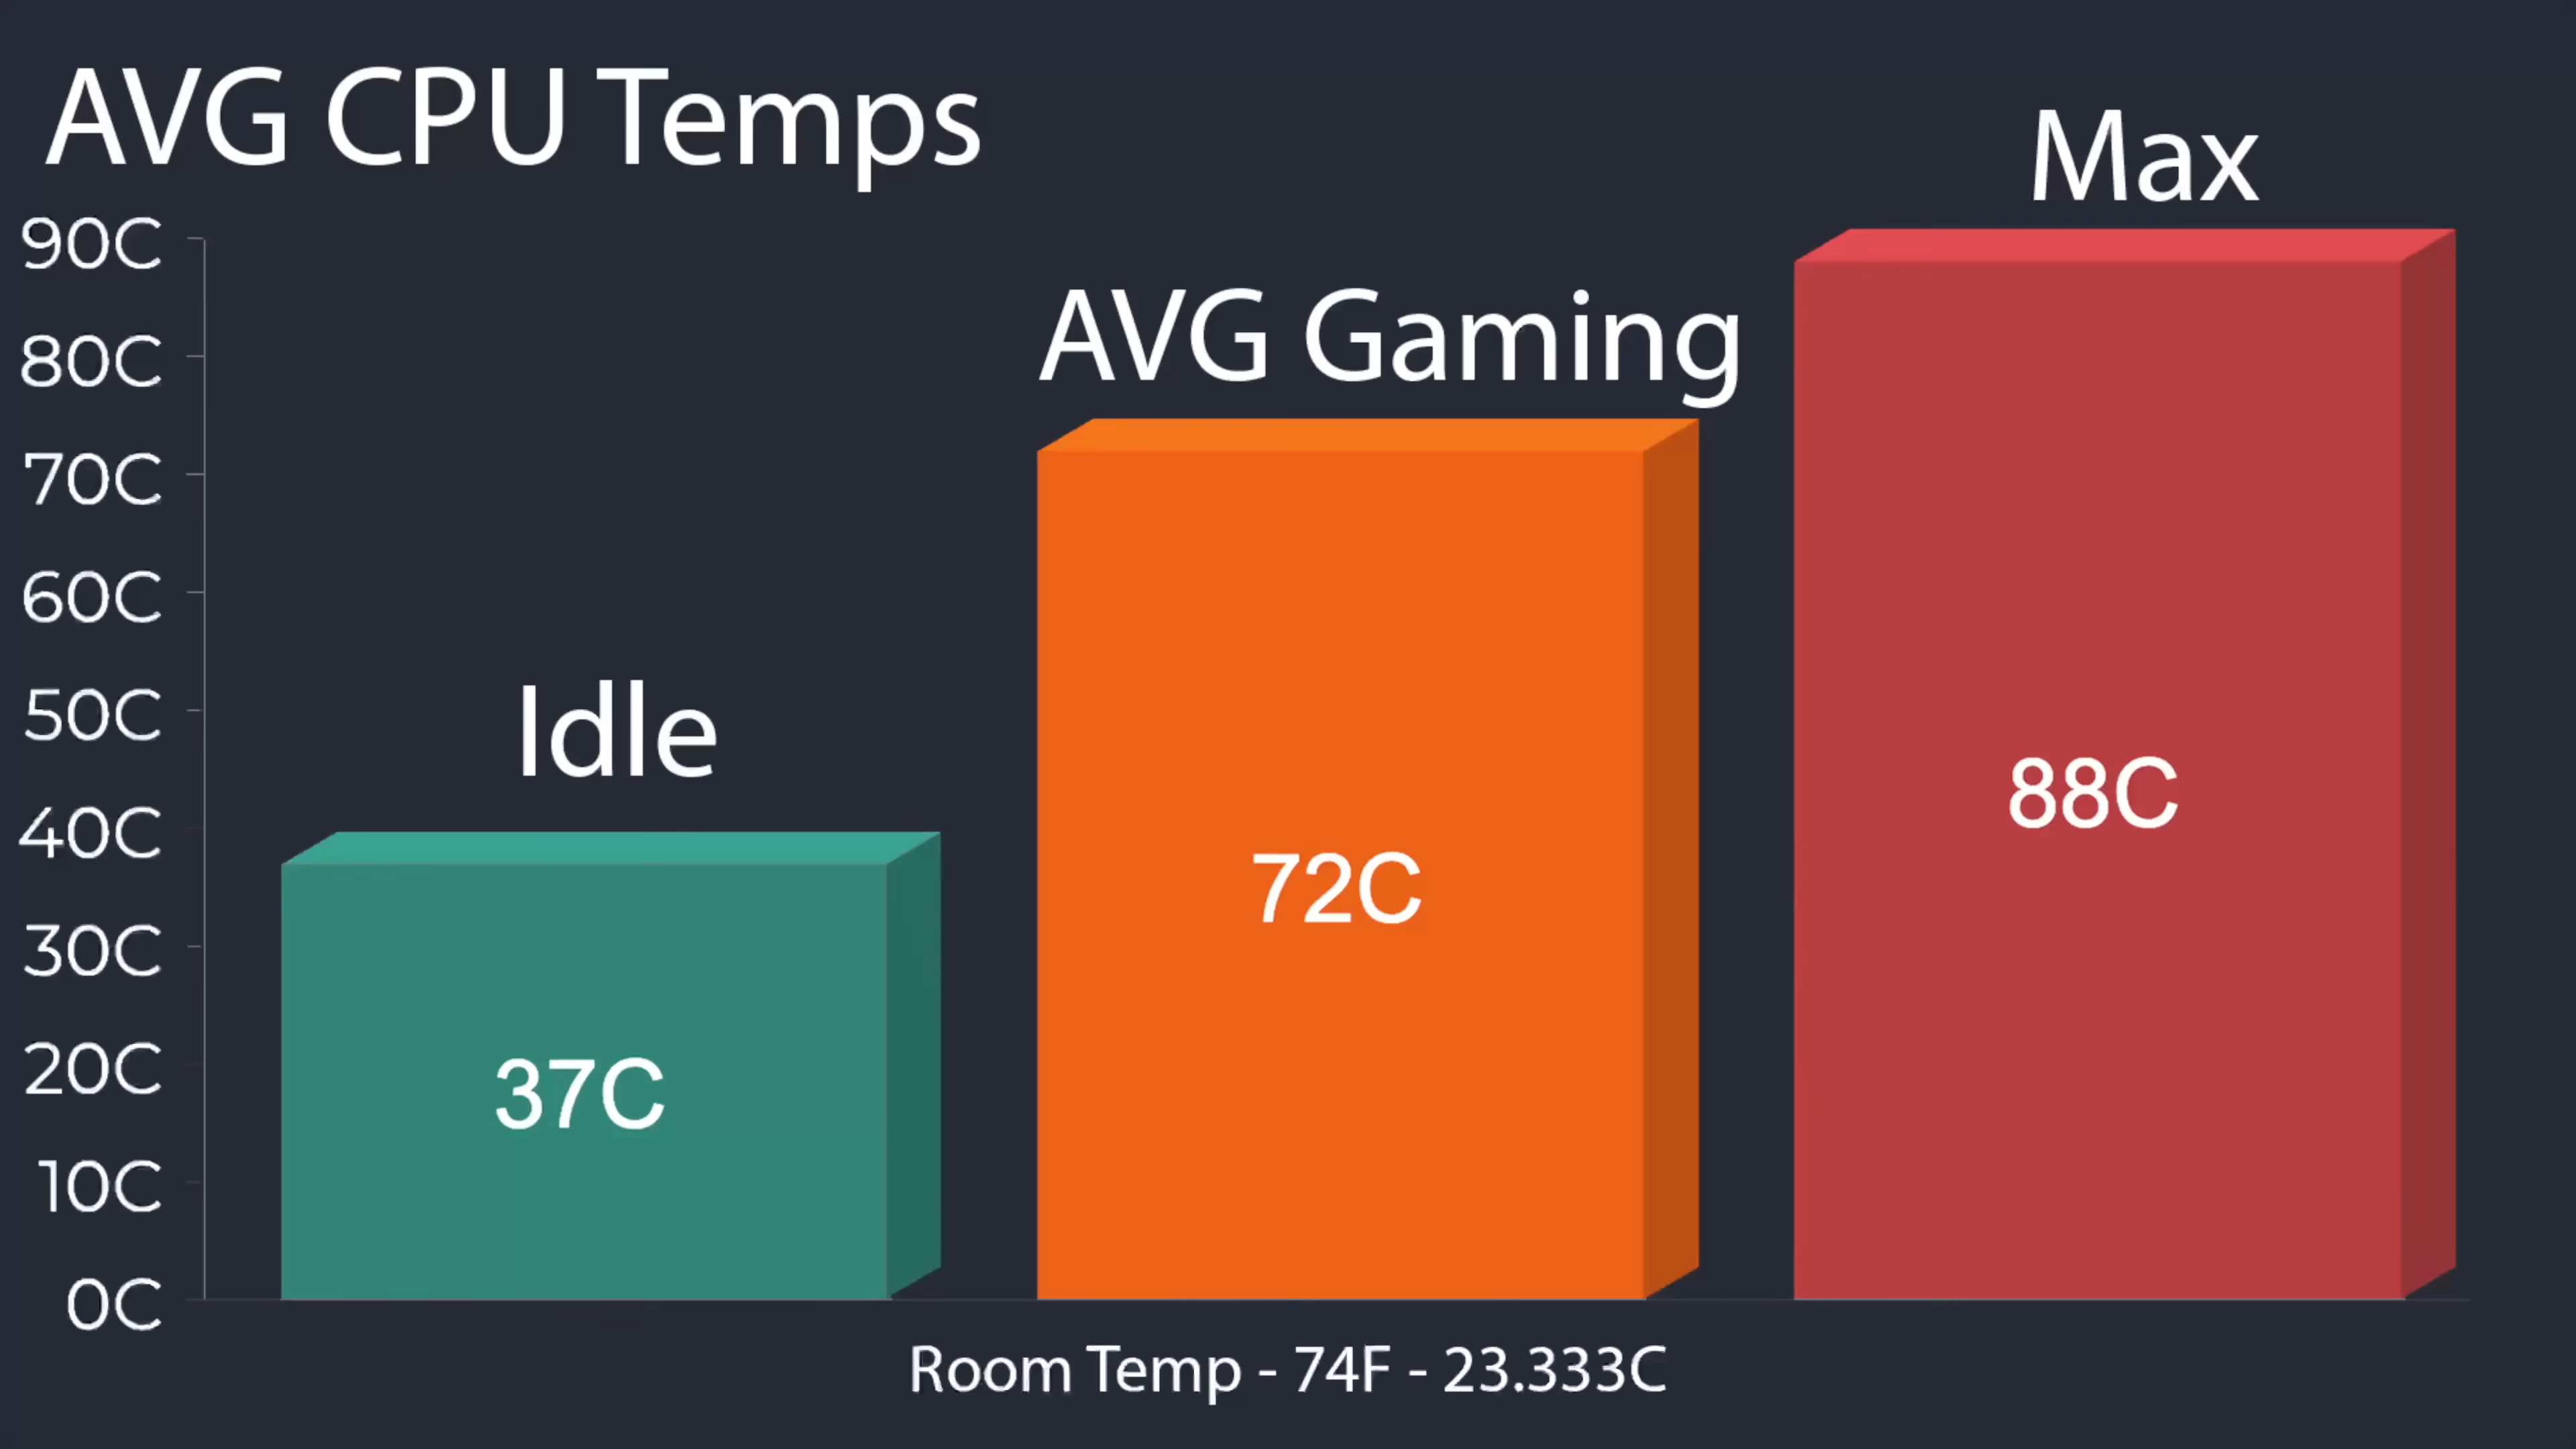 AVG CPU Temps
Max
90C
AVG Gaming
80C
70C
60C
Idle
50C
88C
40C
72C
30C
37C
20C
10C
0C
Room Temp - 74F - 23.333C